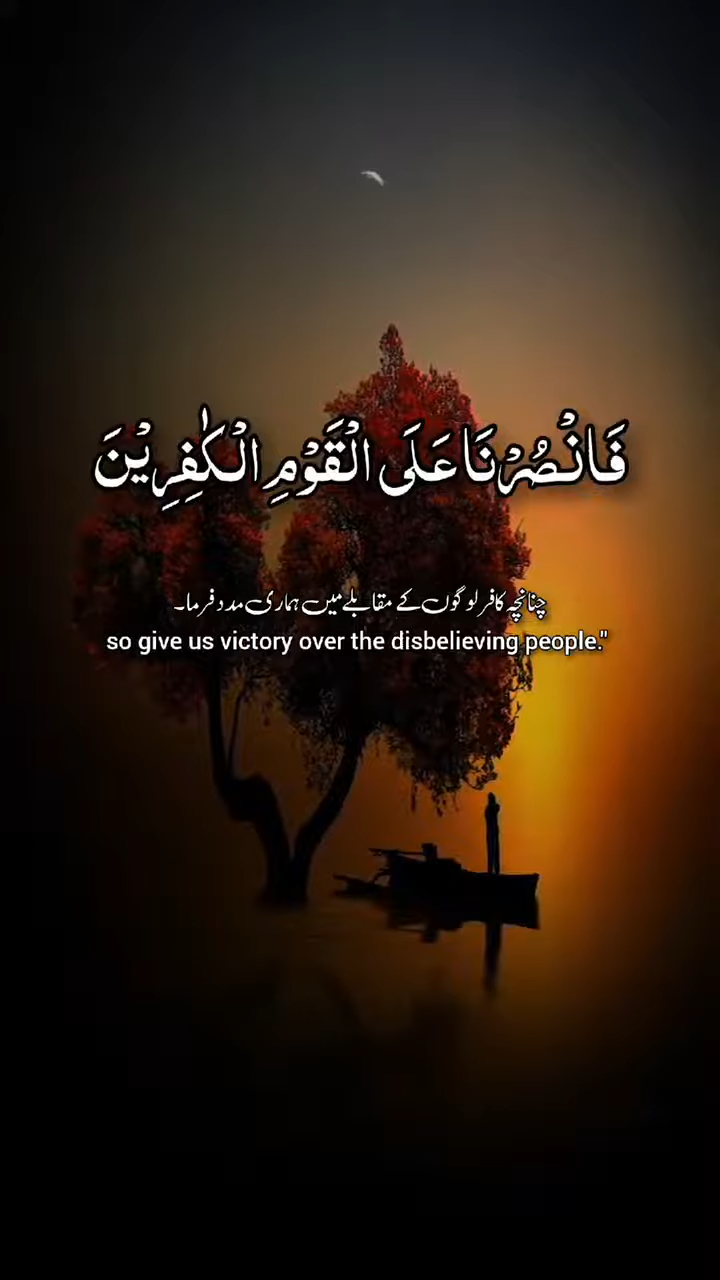 فَانْصُرْنَا عَلَى الْقَوْمِ الْكٰفِرِيْنَ
چنانچہ کافر لوگوں کے مقابلے میں ہماری مدد فرما۔
so give us victory over the disbelieving people."